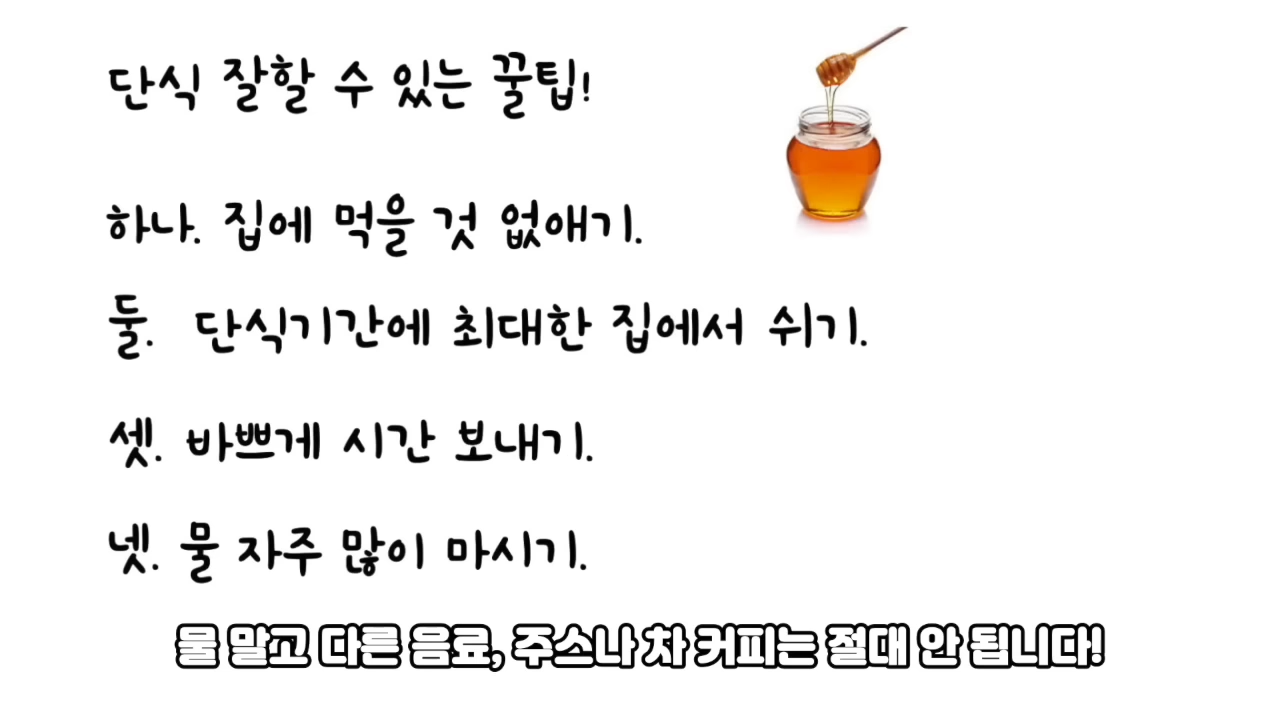 단식 잘할 수 있는 꿀팁!
하나. 집에 먹을 것 없애기.
둘. 단식기간에 최대한 집에서 쉬기.
셋. 바쁘게 시간 보내기.
넷. 물 자주 많이 마시기.
물 말고 다른 음료, 주스나 차 커피는 절대 안 됩니다!